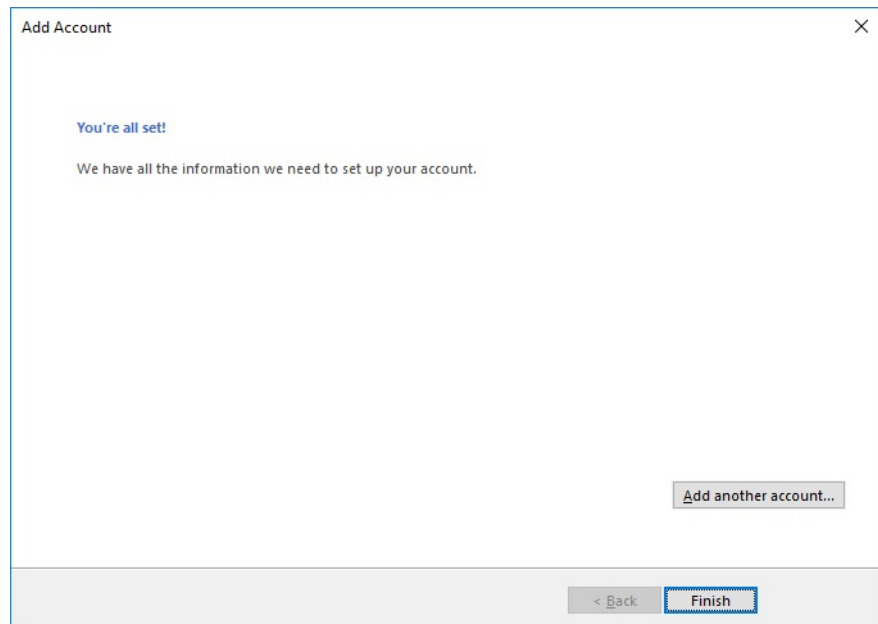 Add Account
You're all set!
We have all the information we need to set up your account.
Add another account...
< Back
Finish